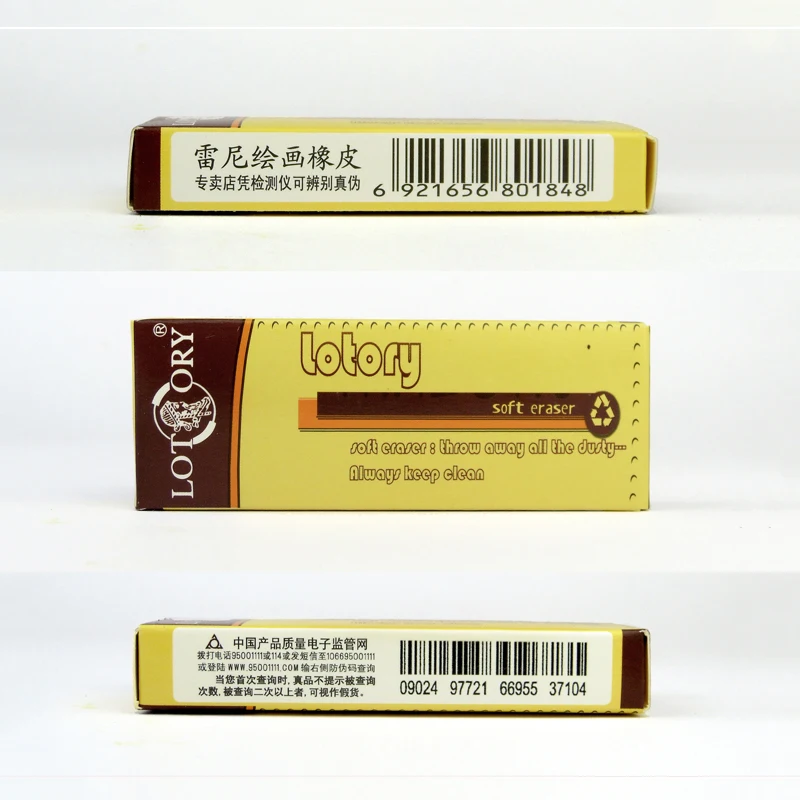 雷尼绘画橡皮
专卖店凭检测仪可辨别真伪
6 921656 801848
LOTORY®
Lotory
soft eraser
soft eraser : throw away all the dusty…
Always keep clean
中国产品质量电子监管网
拨打电话95001111或114或发短信至106695001111
或登陆 WWW.95001111.COM 输右侧防伪码查询
当您首次查询时,真品不提示被查询
次数,被查询二次以上者,可视作假货。
09024 97721 66955 37104